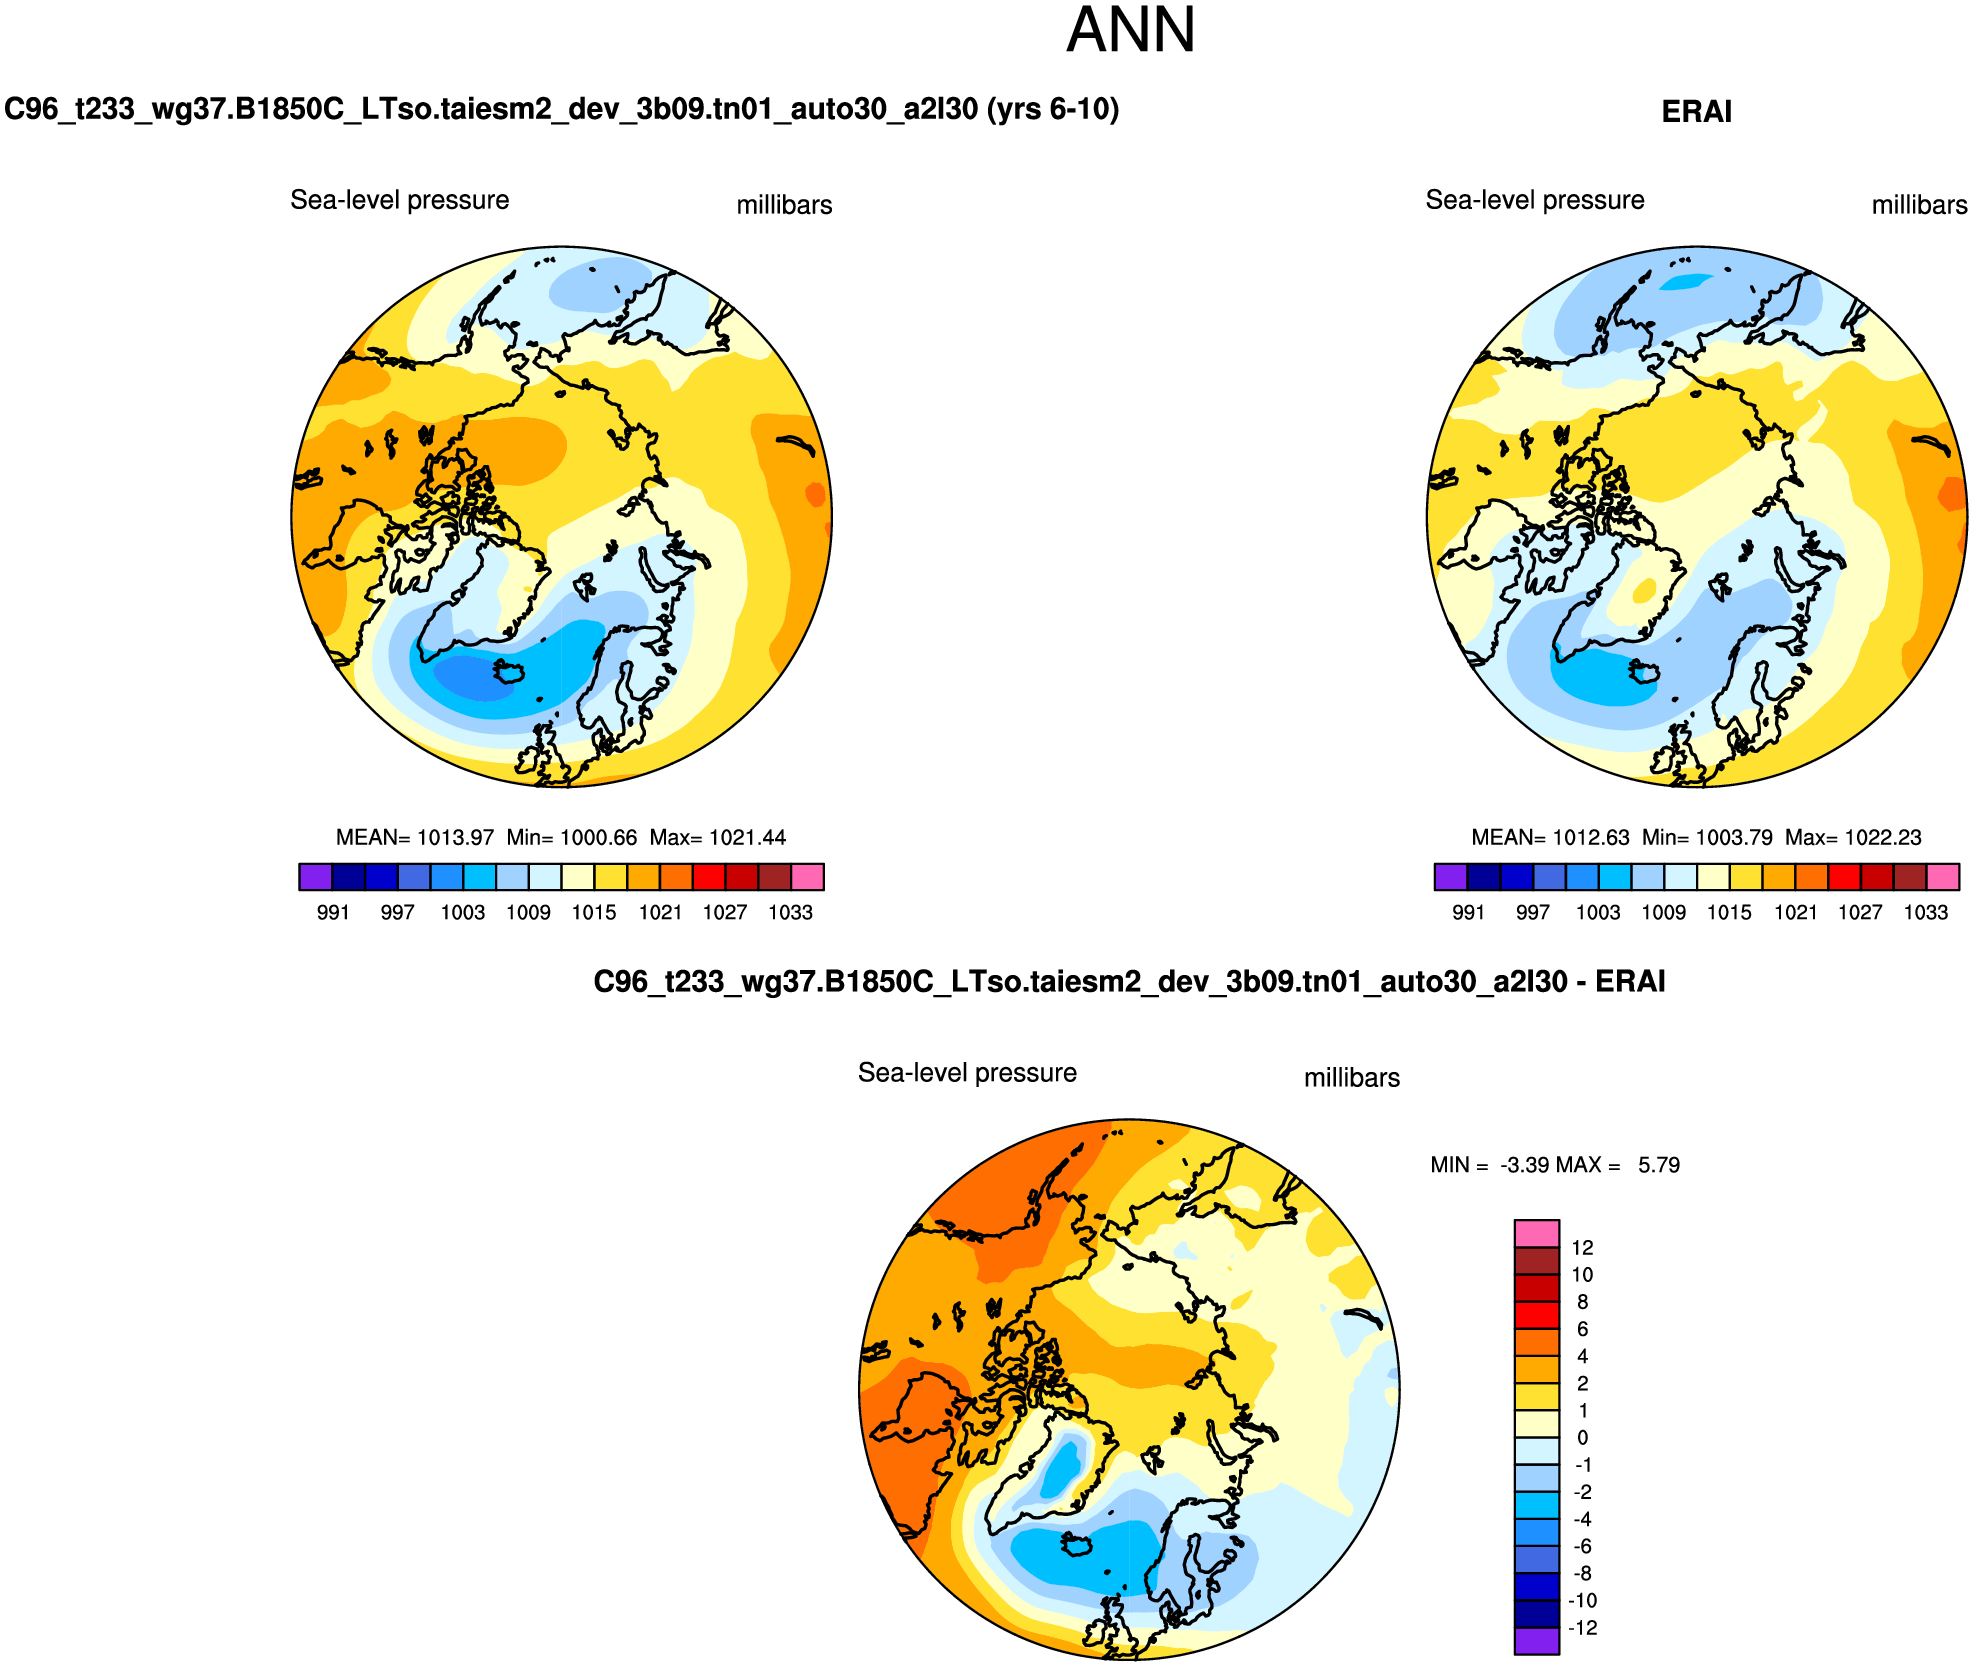 ANN
C96_t233_wg37.B1850C_LTso.taiesm2_dev_3b09.tn01_auto30_a2l30 (yrs 6-10)
ERAI
Sea-level pressure millibars
Sea-level pressure millibars
MEAN= 1013.97 Min= 1000.66 Max= 1021.44
991 997 1003 1009 1015 1021 1027 1033
MEAN= 1012.63 Min= 1003.79 Max= 1022.23
991 997 1003 1009 1015 1021 1027 1033
C96_t233_wg37.B1850C_LTso.taiesm2_dev_3b09.tn01_auto30_a2l30 - ERAI
Sea-level pressure millibars
MIN = -3.39 MAX = 5.79
12
10
8
6
4
2
1
0
-1
-2
-4
-6
-8
-10
-12